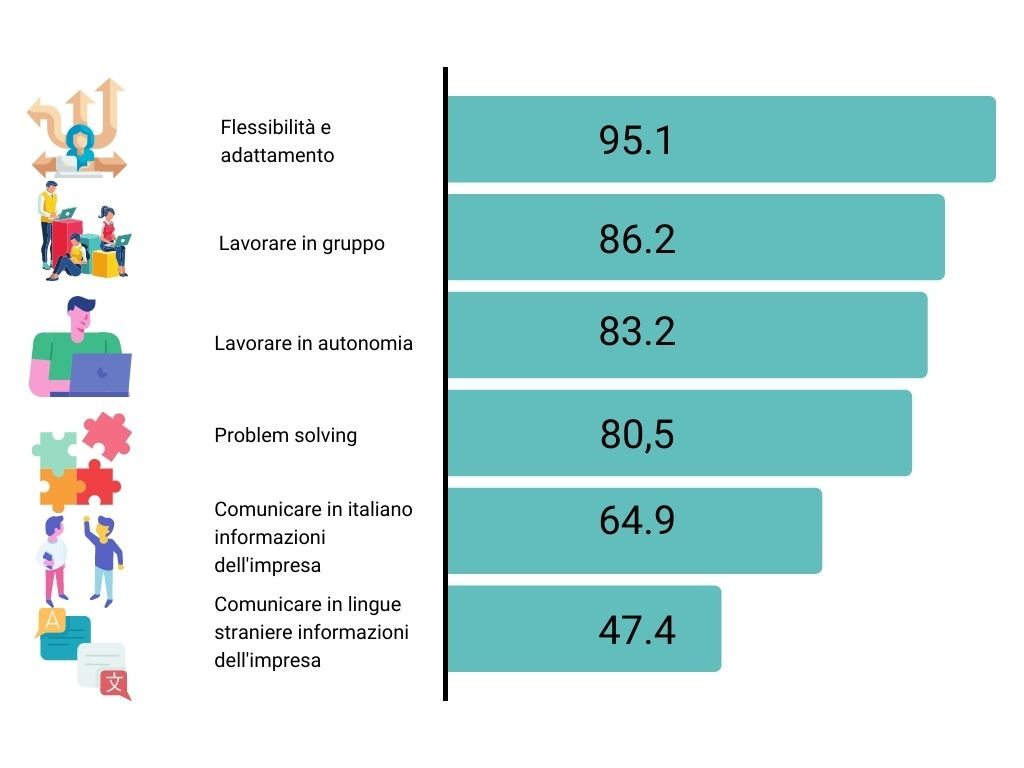 Flessibilità e
adattamento
95.1
Lavorare in gruppo
86.2
Lavorare in autonomia
83.2
Problem solving
80,5
Comunicare in italiano
informazioni
dell'impresa
64.9
Comunicare in lingue
straniere informazioni
dell'impresa
47.4
A
文